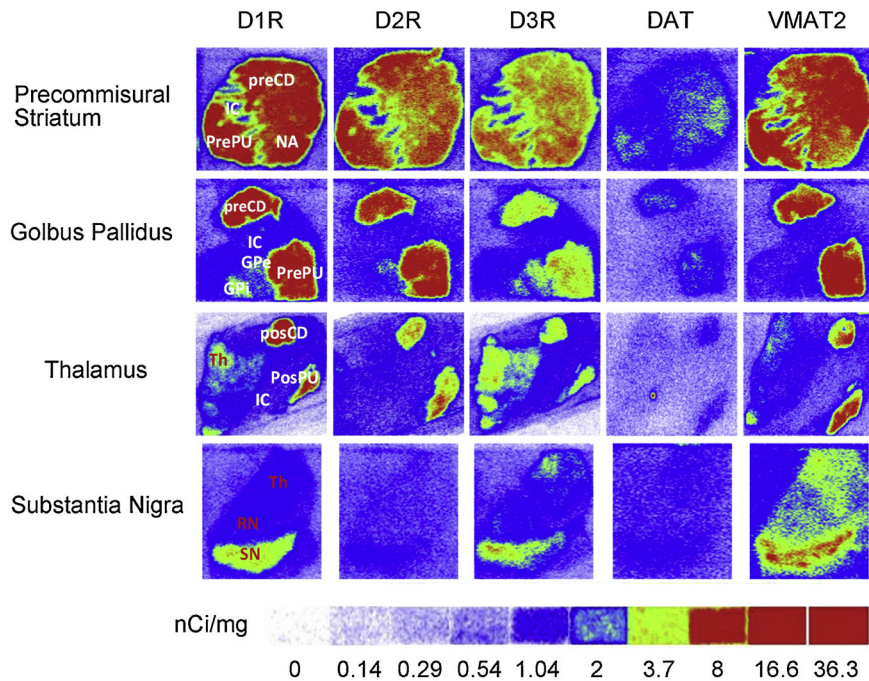 D1R D2R D3R DAT VMAT2
Precommisural
Striatum
preCD
IC
PrePU NA
Golbus Pallidus
preCD
IC
GPe
PrePU
GPi
Thalamus
posCD
Th
PosPU
IC
Substantia Nigra
Th
RN
SN
nCi/mg
0 0.14 0.29 0.54 1.04 2 3.7 8 16.6 36.3